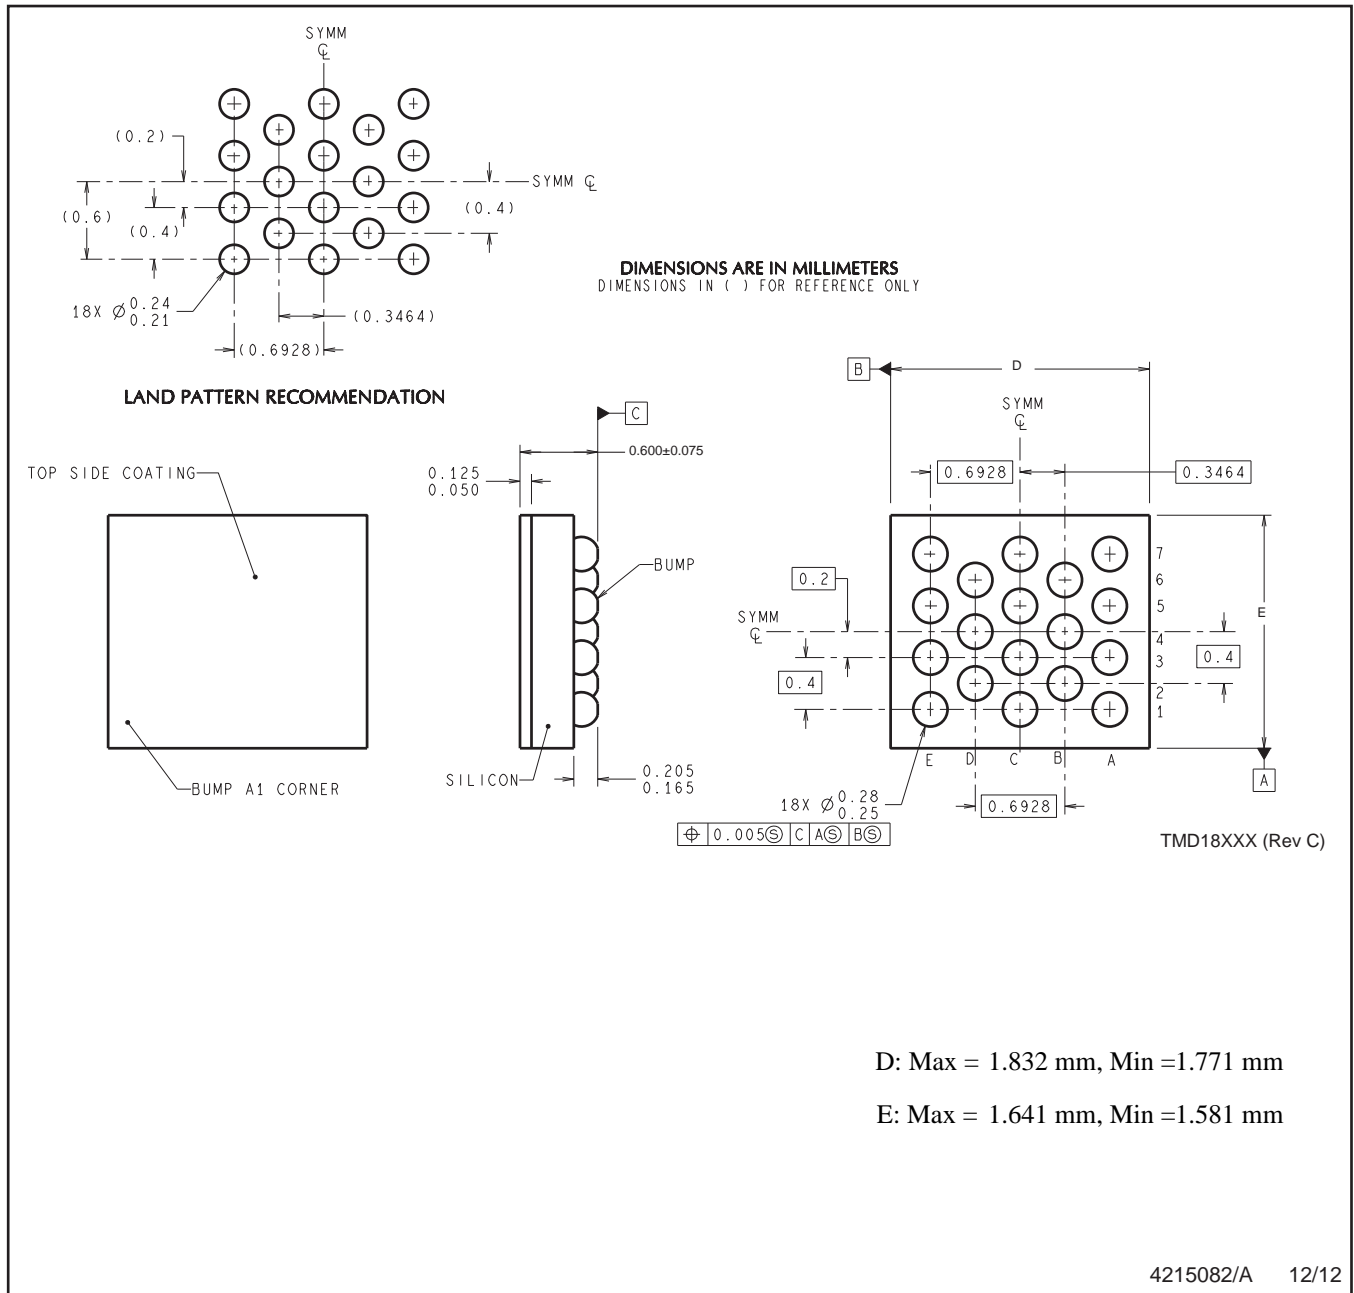 SYMM
℄
(0.2)
SYMM ℄
(0.6)
(0.4)
(0.4)
18X Ø 0.24
0.21
(0.3464)
(0.6928)
DIMENSIONS ARE IN MILLIMETERS
DIMENSIONS IN ( ) FOR REFERENCE ONLY
LAND PATTERN RECOMMENDATION
TOP SIDE COATING
BUMP A1 CORNER
C
0.600±0.075
0.125
0.050
BUMP
SILICON
0.205
0.165
B
D
SYMM
℄
0.6928
0.3464
0.2
SYMM
℄
0.4
0.4
7
6
5
4
3
2
1
E
E D C B A
A
18X Ø 0.28
0.25
0.6928
⌖ 0.005Ⓢ C AⓈ BⓈ
TMD18XXX (Rev C)
D: Max = 1.832 mm, Min =1.771 mm
E: Max = 1.641 mm, Min =1.581 mm
4215082/A 12/12